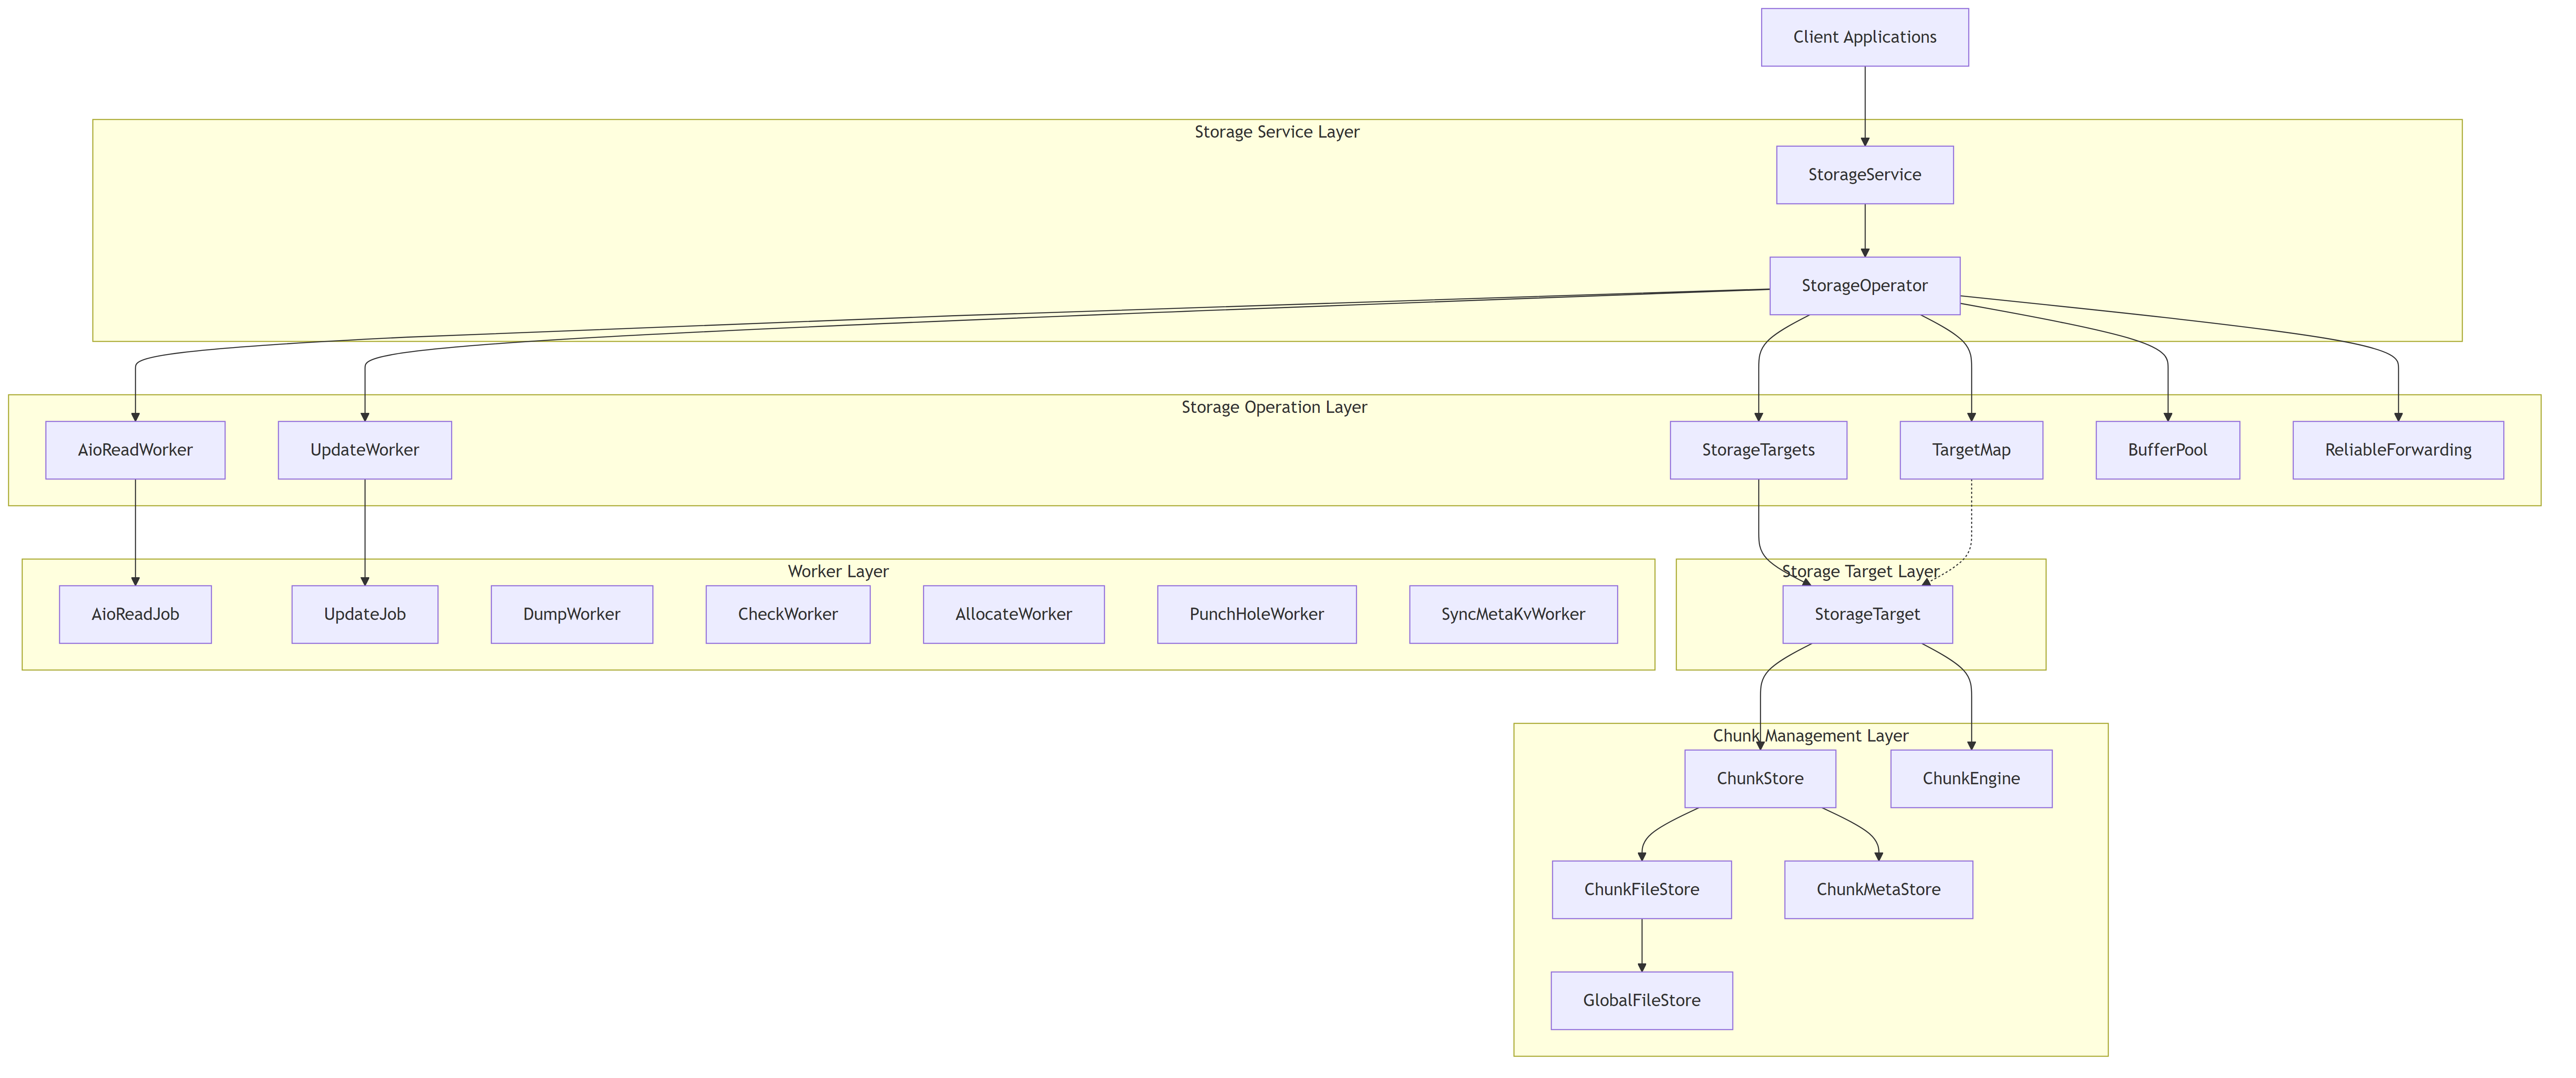 Client Applications
Storage Service Layer
StorageService
StorageOperator
Storage Operation Layer
AioReadWorker
UpdateWorker
StorageTargets
TargetMap
BufferPool
ReliableForwarding
Worker Layer
AioReadJob
UpdateJob
DumpWorker
CheckWorker
AllocateWorker
PunchHoleWorker
SyncMetaKvWorker
Storage Target Layer
StorageTarget
Chunk Management Layer
ChunkStore
ChunkEngine
ChunkFileStore
ChunkMetaStore
GlobalFileStore